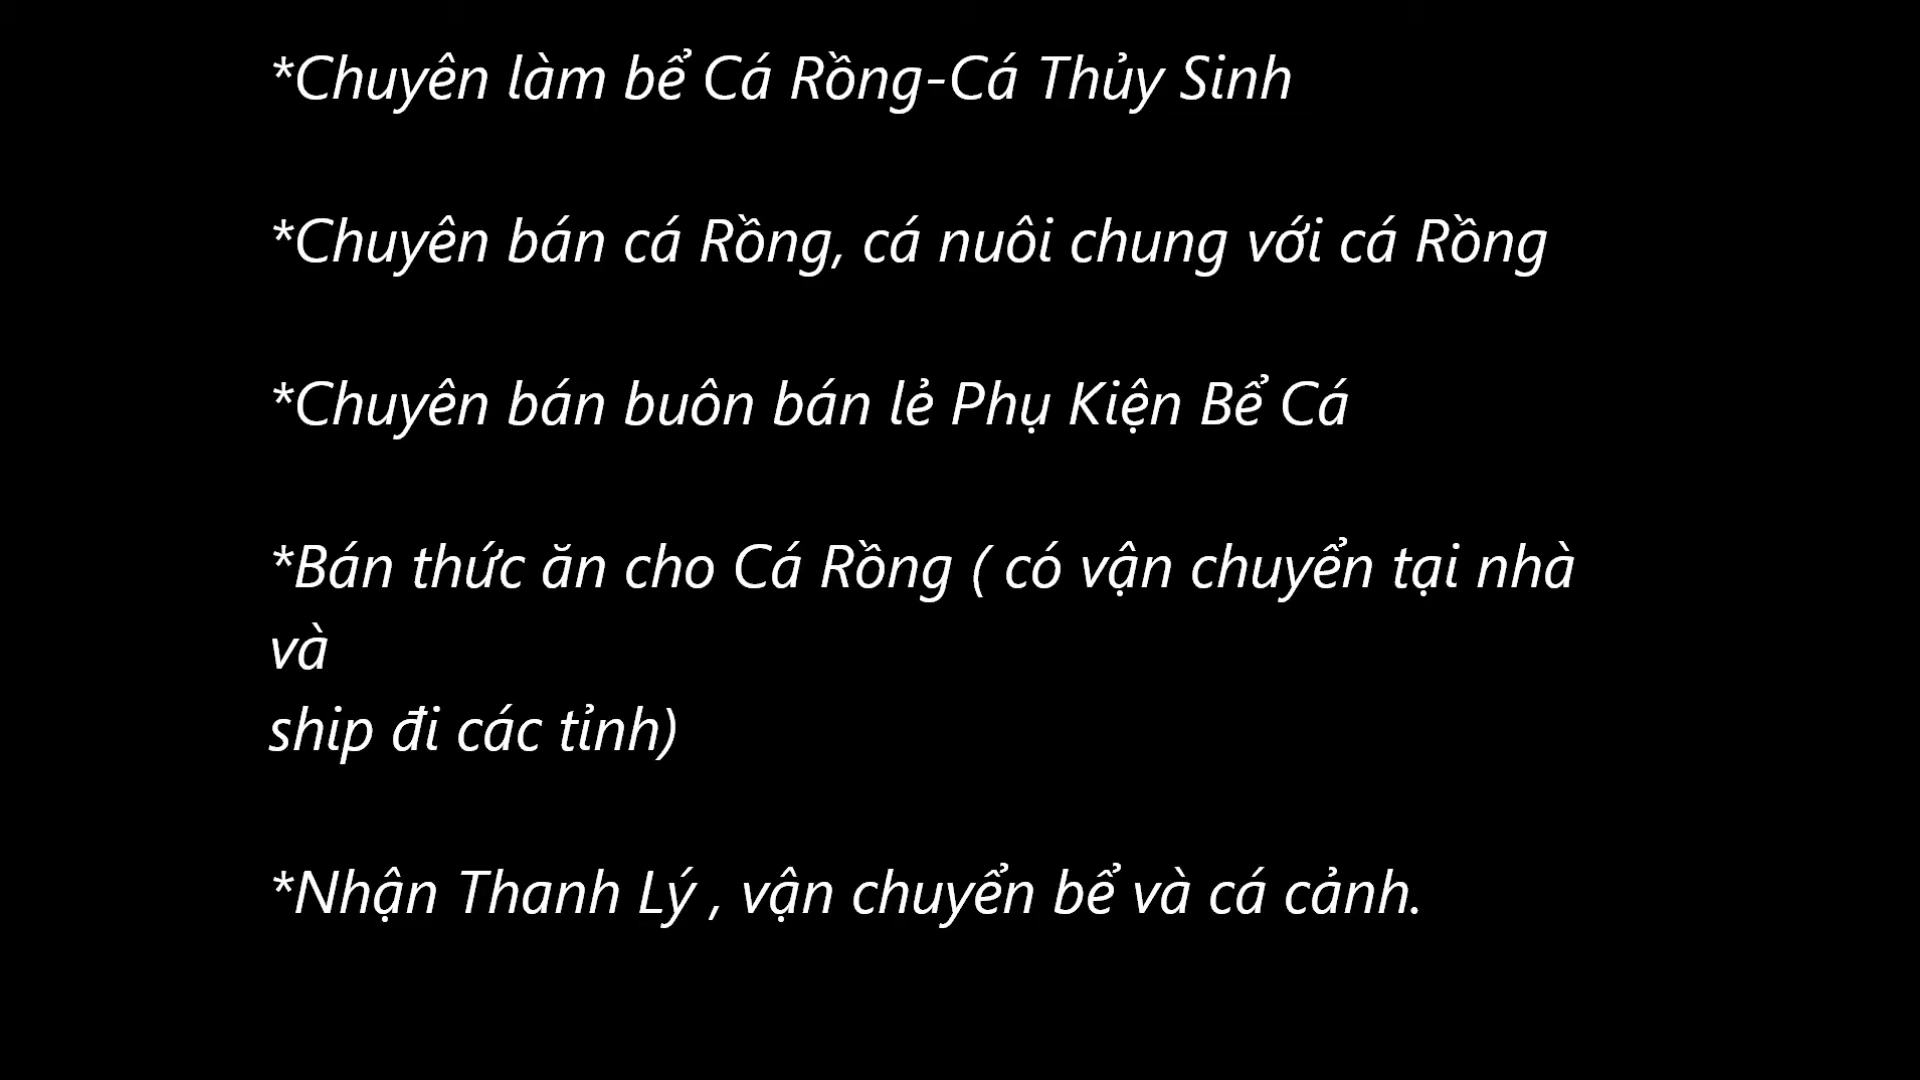 *Chuyên làm bể Cá Rồng-Cá Thủy Sinh
*Chuyên bán cá Rồng, cá nuôi chung với cá Rồng
*Chuyên bán buôn bán lẻ Phụ Kiện Bể Cá
*Bán thức ăn cho Cá Rồng ( có vận chuyển tại nhà
và
ship đi các tỉnh)
*Nhận Thanh Lý , vận chuyển bể và cá cảnh.